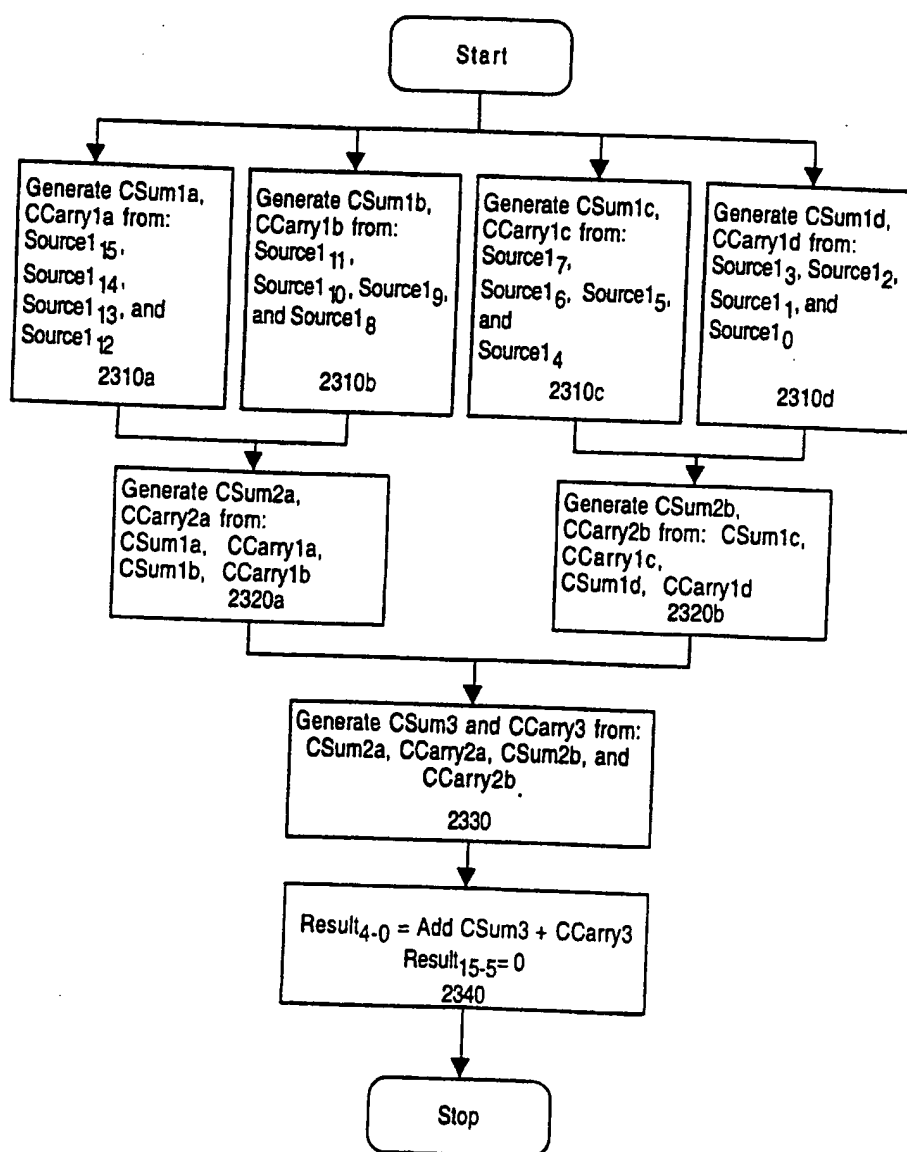 Start
Generate CSum1a,
CCarry1a from:
Source1 15,
Source1 14,
Source1 13, and
Source1 12
2310a
Generate CSum1b,
CCarry1b from:
Source1 11,
Source1 10, Source1 9,
and Source1 8
2310b
Generate CSum1c,
CCarry1c from:
Source1 7,
Source1 6, Source1 5,
and
Source1 4
2310c
Generate CSum1d,
CCarry1d from:
Source1 3, Source1 2,
Source1 1, and
Source1 0
2310d
Generate CSum2a,
CCarry2a from:
CSum1a, CCarry1a,
CSum1b, CCarry1b
2320a
Generate CSum2b,
CCarry2b from: CSum1c,
CCarry1c,
CSum1d, CCarry1d
2320b
Generate CSum3 and CCarry3 from:
CSum2a, CCarry2a, CSum2b, and
CCarry2b
2330
Result4-0 = Add CSum3 + CCarry3
Result15-5= 0
2340
Stop